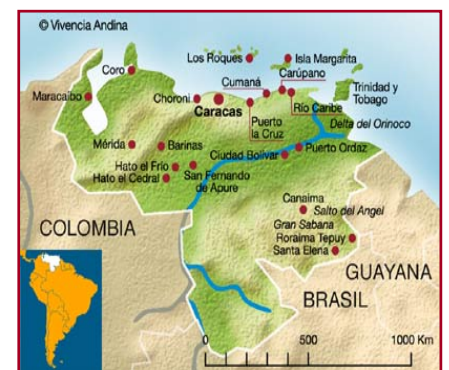 © Vivencia Andina
Los Roques
Isla Margarita
Coro
Cumaná
Carúpano
Trinidad y
Tobago
Maracaibo
Choroni
Caracas
Río Caribe
Puerto
la Cruz
Delta del Orinoco
Mérida
Barinas
Ciudad Bolívar
Puerto Ordaz
Hato el Frío
Hato el Cedral
San Fernando
de Apure
Canaima
Salto del Angel
Gran Sabana
Roraima Tepuy
Santa Elena
COLOMBIA
GUAYANA
BRASIL
0 500 1000 Km